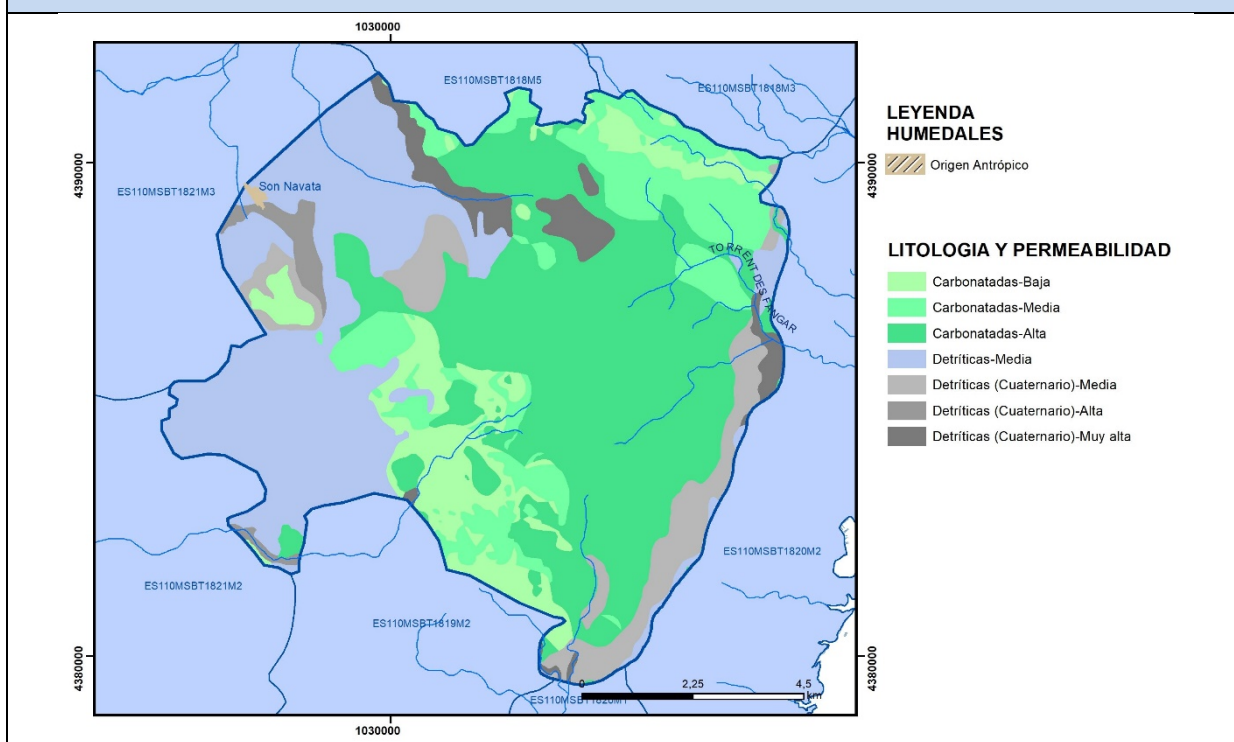 1030000
ES110MSBT1818M5
ES110MSBT1818M3
4390000
4390000
ES110MSBT1821M3
Son Navata
TORRENT DES FANGAR
ES110MSBT1820M2
ES110MSBT1821M2
ES110MSBT1819M2
4380000
4380000
0
2,25
4,5
km
ES110MSBT1820M1
1030000
LEYENDA
HUMEDALES
Origen Antrópico
LITOLOGIA Y PERMEABILIDAD
Carbonatadas-Baja
Carbonatadas-Media
Carbonatadas-Alta
Detríticas-Media
Detríticas (Cuaternario)-Media
Detríticas (Cuaternario)-Alta
Detríticas (Cuaternario)-Muy alta